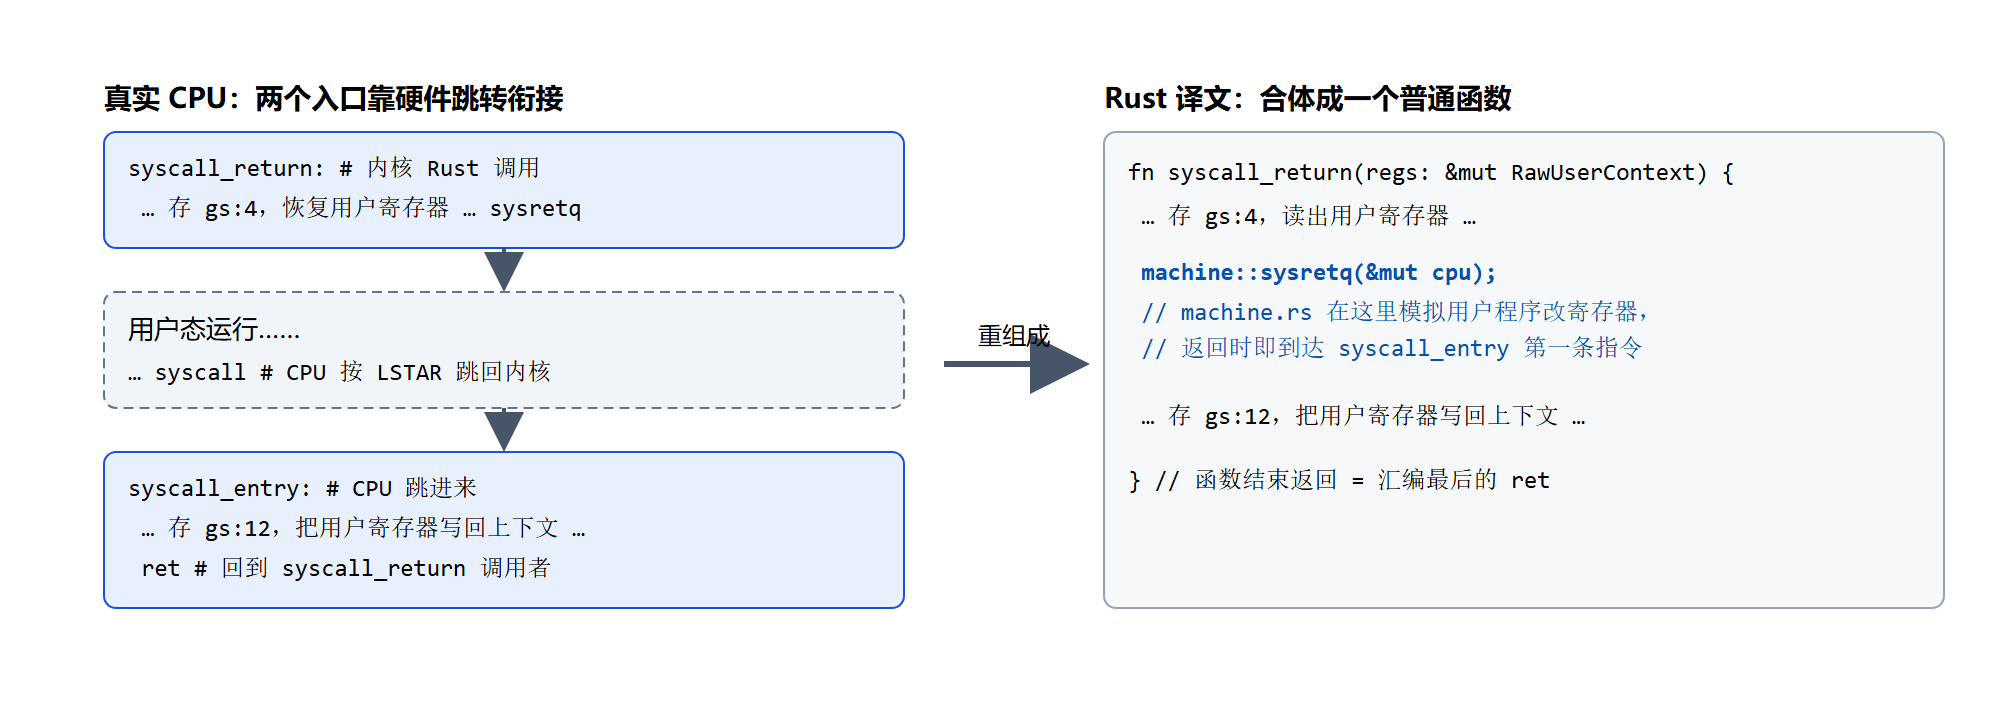 真实 CPU：两个入口靠硬件跳转衔接
syscall_return: # 内核 Rust 调用
… 存 gs:4，恢复用户寄存器 … sysretq
用户态运行……
… syscall # CPU 按 LSTAR 跳回内核
syscall_entry: # CPU 跳进来
… 存 gs:12，把用户寄存器写回上下文 …
ret # 回到 syscall_return 调用者
重组成
Rust 译文：合体成一个普通函数
fn syscall_return(regs: &mut RawUserContext) {
… 存 gs:4，读出用户寄存器 …
machine::sysretq(&mut cpu);
// machine.rs 在这里模拟用户程序改寄存器，
// 返回时即到达 syscall_entry 第一条指令
… 存 gs:12，把用户寄存器写回上下文 …
} // 函数结束返回 = 汇编最后的 ret